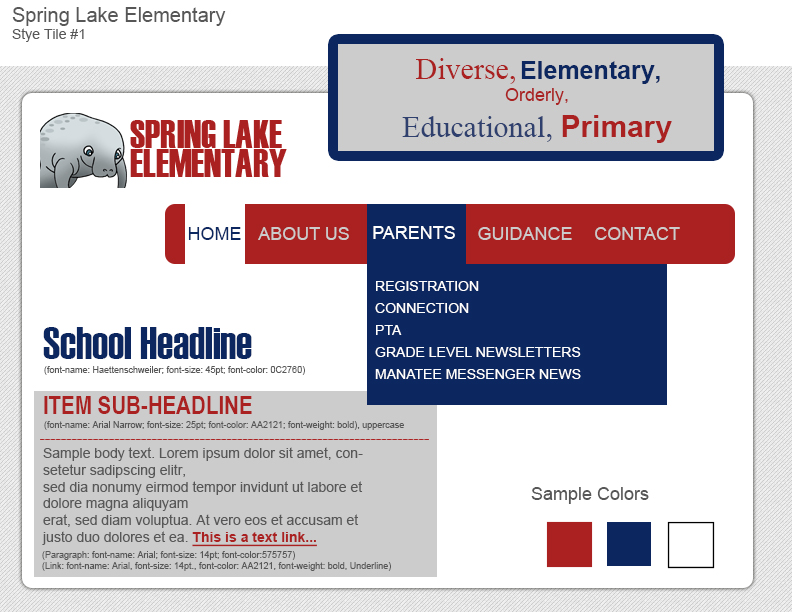 Spring Lake Elementary
Stye Tile #1
Diverse, Elementary,
Orderly,
Educational, Primary
SPRING LAKE
ELEMENTARY
HOME ABOUT US PARENTS GUIDANCE CONTACT
REGISTRATION
CONNECTION
PTA
GRADE LEVEL NEWSLETTERS
MANATEE MESSENGER NEWS
School Headline
(font-name: Haettenschweiler; font-size: 45pt; font-color: 0C2760)
ITEM SUB-HEADLINE
(font-name: Arial Narrow; font-size: 25pt; font-color: AA2121; font-weight: bold), uppercase
Sample body text. Lorem ipsum dolor sit amet, con-
setetur sadipscing elitr,
sed dia nonumy eirmod tempor invidunt ut labore et
dolore magna aliquyam
erat, sed diam voluptua. At vero eos et accusam et
justo duo dolores et ea. This is a text link...
(Paragraph: font-name: Arial; font-size: 14pt; font-color:575757)
(Link: font-name: Arial, font-size: 14pt., font-color: AA2121, font-weight: bold, Underline)
Sample Colors